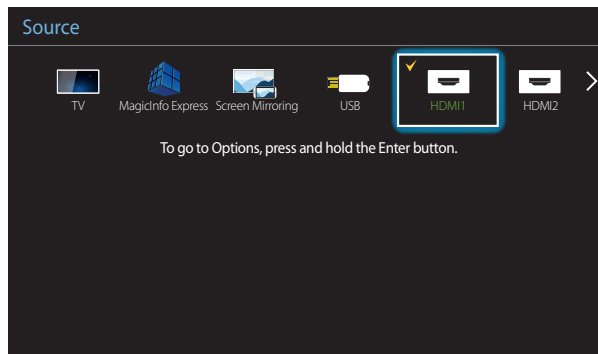 Source
TV
MagicInfo Express
Screen Mirroring
USB
HDMI1
HDMI2
To go to Options, press and hold the Enter button.